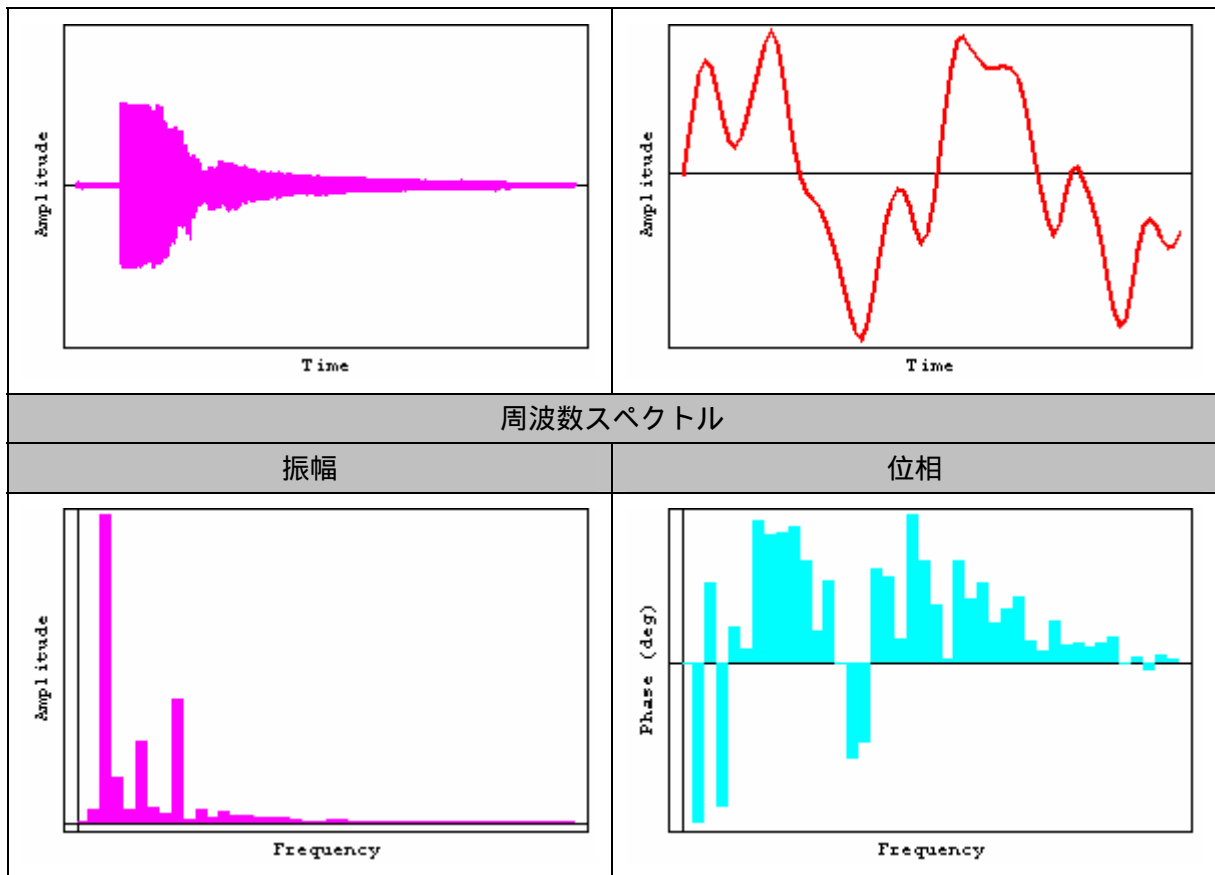 Amplitude
Time
Amplitude
Time
周波数スペクトル
振幅
位相
Amplitude
Frequency
Phase (deg)
Frequency